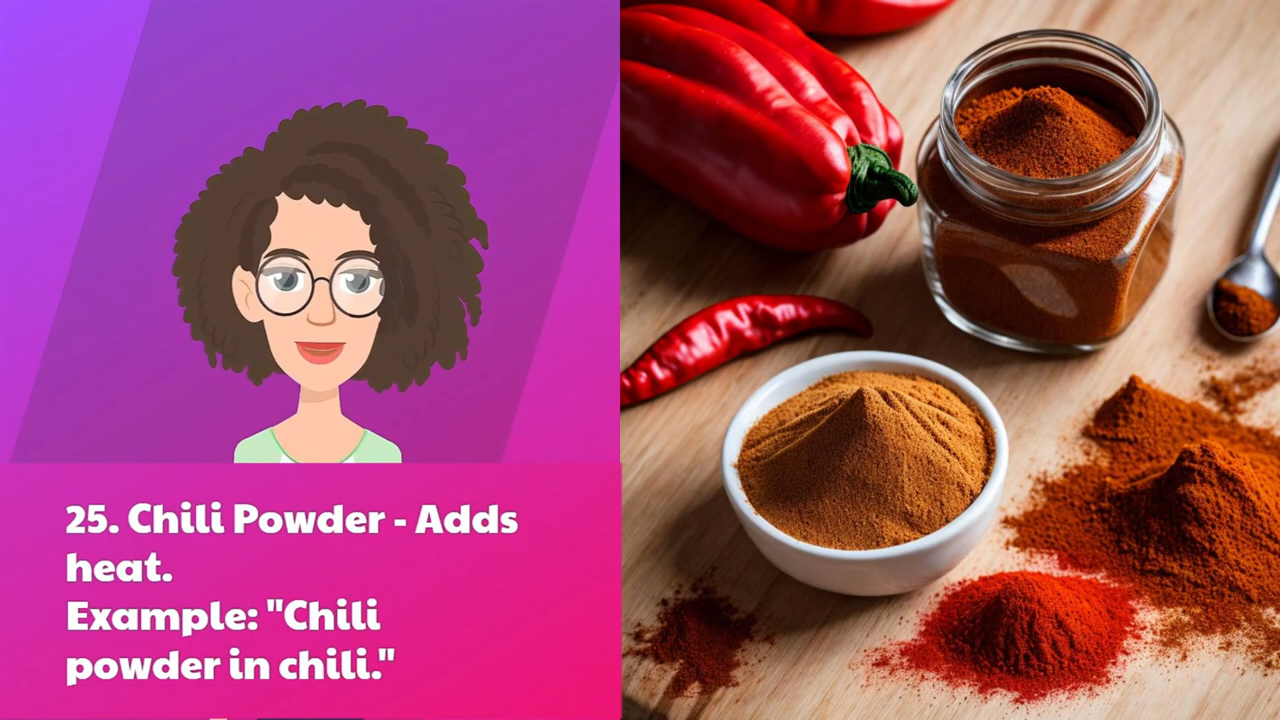 25. Chili Powder - Adds
heat.
Example: "Chili
powder in chili."